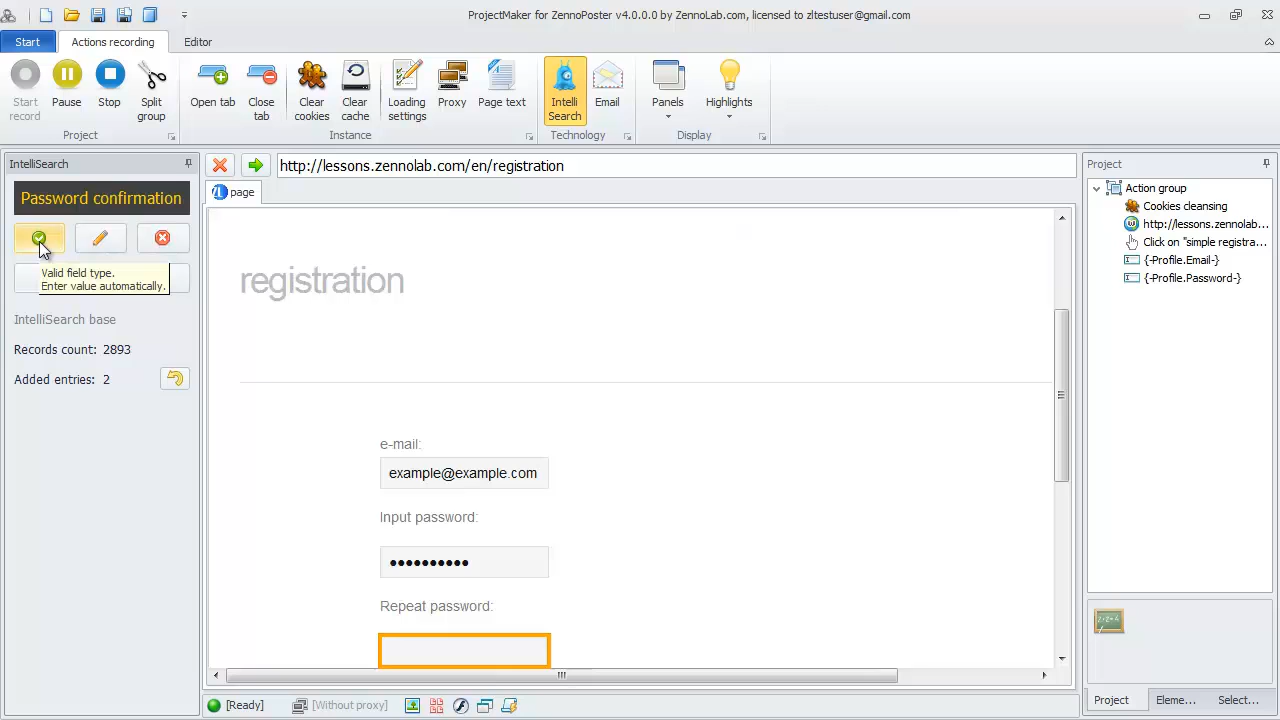 ProjectMaker for ZennoPoster v4.0.0.0 by ZennoLab.com, licensed to zltestuser@gmail.com
Start
Actions recording
Editor
Start record
Pause
Stop
Split group
Open tab
Close tab
Clear cookies
Clear cache
Loading settings
Proxy
Page text
Intelli Search
Email
Panels
Highlights
Project
Instance
Technology
Display
IntelliSearch
Password confirmation
Valid field type.
Enter value automatically.
IntelliSearch base
Records count: 2893
Added entries: 2
http://lessons.zennolab.com/en/registration
page
registration
e-mail:
example@example.com
Input password:
••••••••••
Repeat password:
[Ready]
[Without proxy]
Project
Action group
Cookies cleansing
http://lessons.zennolab...
Click on "simple registra...
{-Profile.Email-}
{-Profile.Password-}
Project
Eleme...
Select...